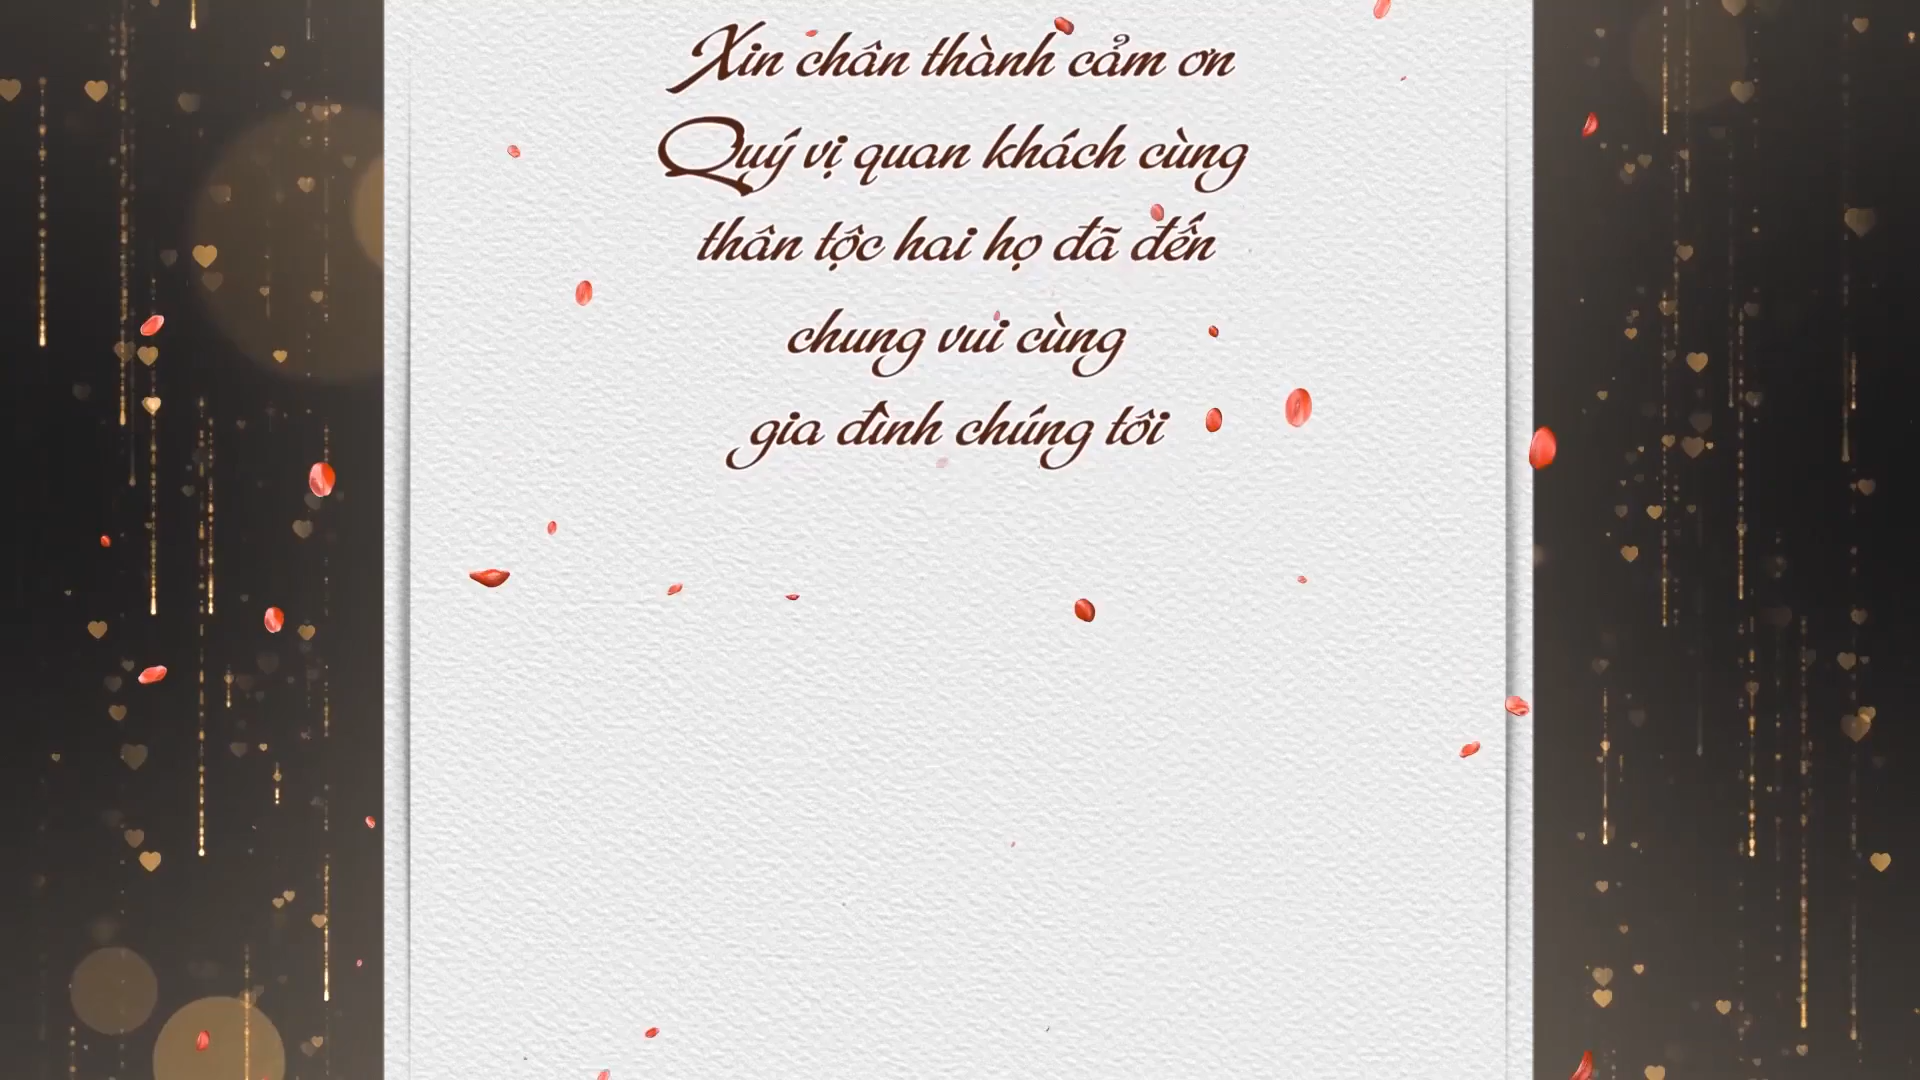 Xin chân thành cảm ơn
Quý vị quan khách cùng
thân tộc hai họ đã đến
chung vui cùng
gia đình chúng tôi